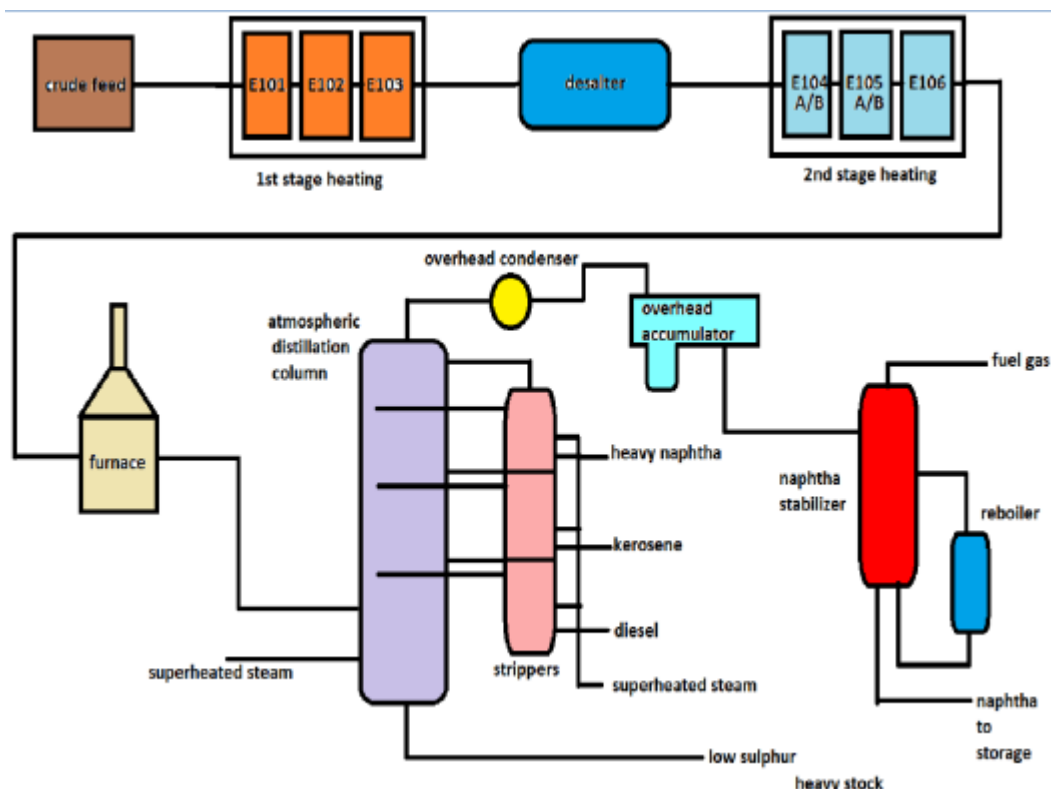 crude feed
E101
E102
E103
desalter
E104
A/B
E105
A/B
E106
1st stage heating
2nd stage heating
overhead condenser
atmospheric
distillation
column
overhead
accumulator
fuel gas
furnace
heavy naphtha
naphtha
stabilizer
reboiler
kerosene
diesel
strippers
superheated steam
superheated steam
naphtha
to
storage
low sulphur
heavy stock